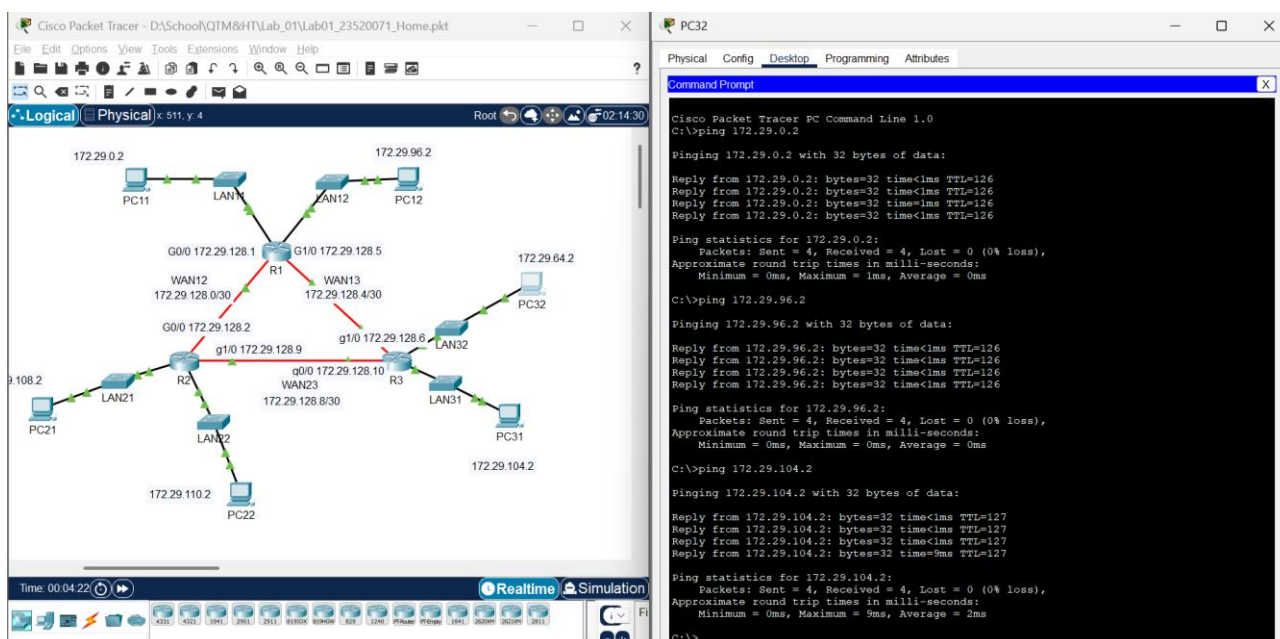 Cisco Packet Tracer - D:\School\QTM&HT\Lab_01\Lab01_23520071_Home.pkt
File Edit Options View Tools Extensions Window Help
?
Logical Physical x: 511, y: 4 Root 02:14:30
172.29.0.2
172.29.96.2
PC11
LAN11
LAN12
PC12
G0/0 172.29.128.1
G1/0 172.29.128.5
R1
WAN12
172.29.128.0/30
WAN13
172.29.128.4/30
172.29.64.2
PC32
G0/0 172.29.128.2
g1/0 172.29.128.6
LAN32
g1/0 172.29.128.9
R2
g0/0 172.29.128.10
R3
WAN23
172.29.128.8/30
9.108.2
LAN21
LAN31
PC21
LAN22
PC31
172.29.104.2
172.29.110.2
PC22
Time: 00:04:22
Realtime Simulation
4331 4321 1941 2901 2911 819IOX 819HGW 829 1240 PT-Router PT-Empty 1841 2620XM 2621XM 2811
Fi
PC32
Physical Config Desktop Programming Attributes
Command Prompt X
Cisco Packet Tracer PC Command Line 1.0
C:\>ping 172.29.0.2
Pinging 172.29.0.2 with 32 bytes of data:
Reply from 172.29.0.2: bytes=32 time<1ms TTL=126
Reply from 172.29.0.2: bytes=32 time<1ms TTL=126
Reply from 172.29.0.2: bytes=32 time=1ms TTL=126
Reply from 172.29.0.2: bytes=32 time<1ms TTL=126
Ping statistics for 172.29.0.2:
Packets: Sent = 4, Received = 4, Lost = 0 (0% loss),
Approximate round trip times in milli-seconds:
Minimum = 0ms, Maximum = 1ms, Average = 0ms
C:\>ping 172.29.96.2
Pinging 172.29.96.2 with 32 bytes of data:
Reply from 172.29.96.2: bytes=32 time<1ms TTL=126
Reply from 172.29.96.2: bytes=32 time<1ms TTL=126
Reply from 172.29.96.2: bytes=32 time<1ms TTL=126
Reply from 172.29.96.2: bytes=32 time<1ms TTL=126
Ping statistics for 172.29.96.2:
Packets: Sent = 4, Received = 4, Lost = 0 (0% loss),
Approximate round trip times in milli-seconds:
Minimum = 0ms, Maximum = 0ms, Average = 0ms
C:\>ping 172.29.104.2
Pinging 172.29.104.2 with 32 bytes of data:
Reply from 172.29.104.2: bytes=32 time<1ms TTL=127
Reply from 172.29.104.2: bytes=32 time<1ms TTL=127
Reply from 172.29.104.2: bytes=32 time<1ms TTL=127
Reply from 172.29.104.2: bytes=32 time=9ms TTL=127
Ping statistics for 172.29.104.2:
Packets: Sent = 4, Received = 4, Lost = 0 (0% loss),
Approximate round trip times in milli-seconds:
Minimum = 0ms, Maximum = 9ms, Average = 2ms
C:\>